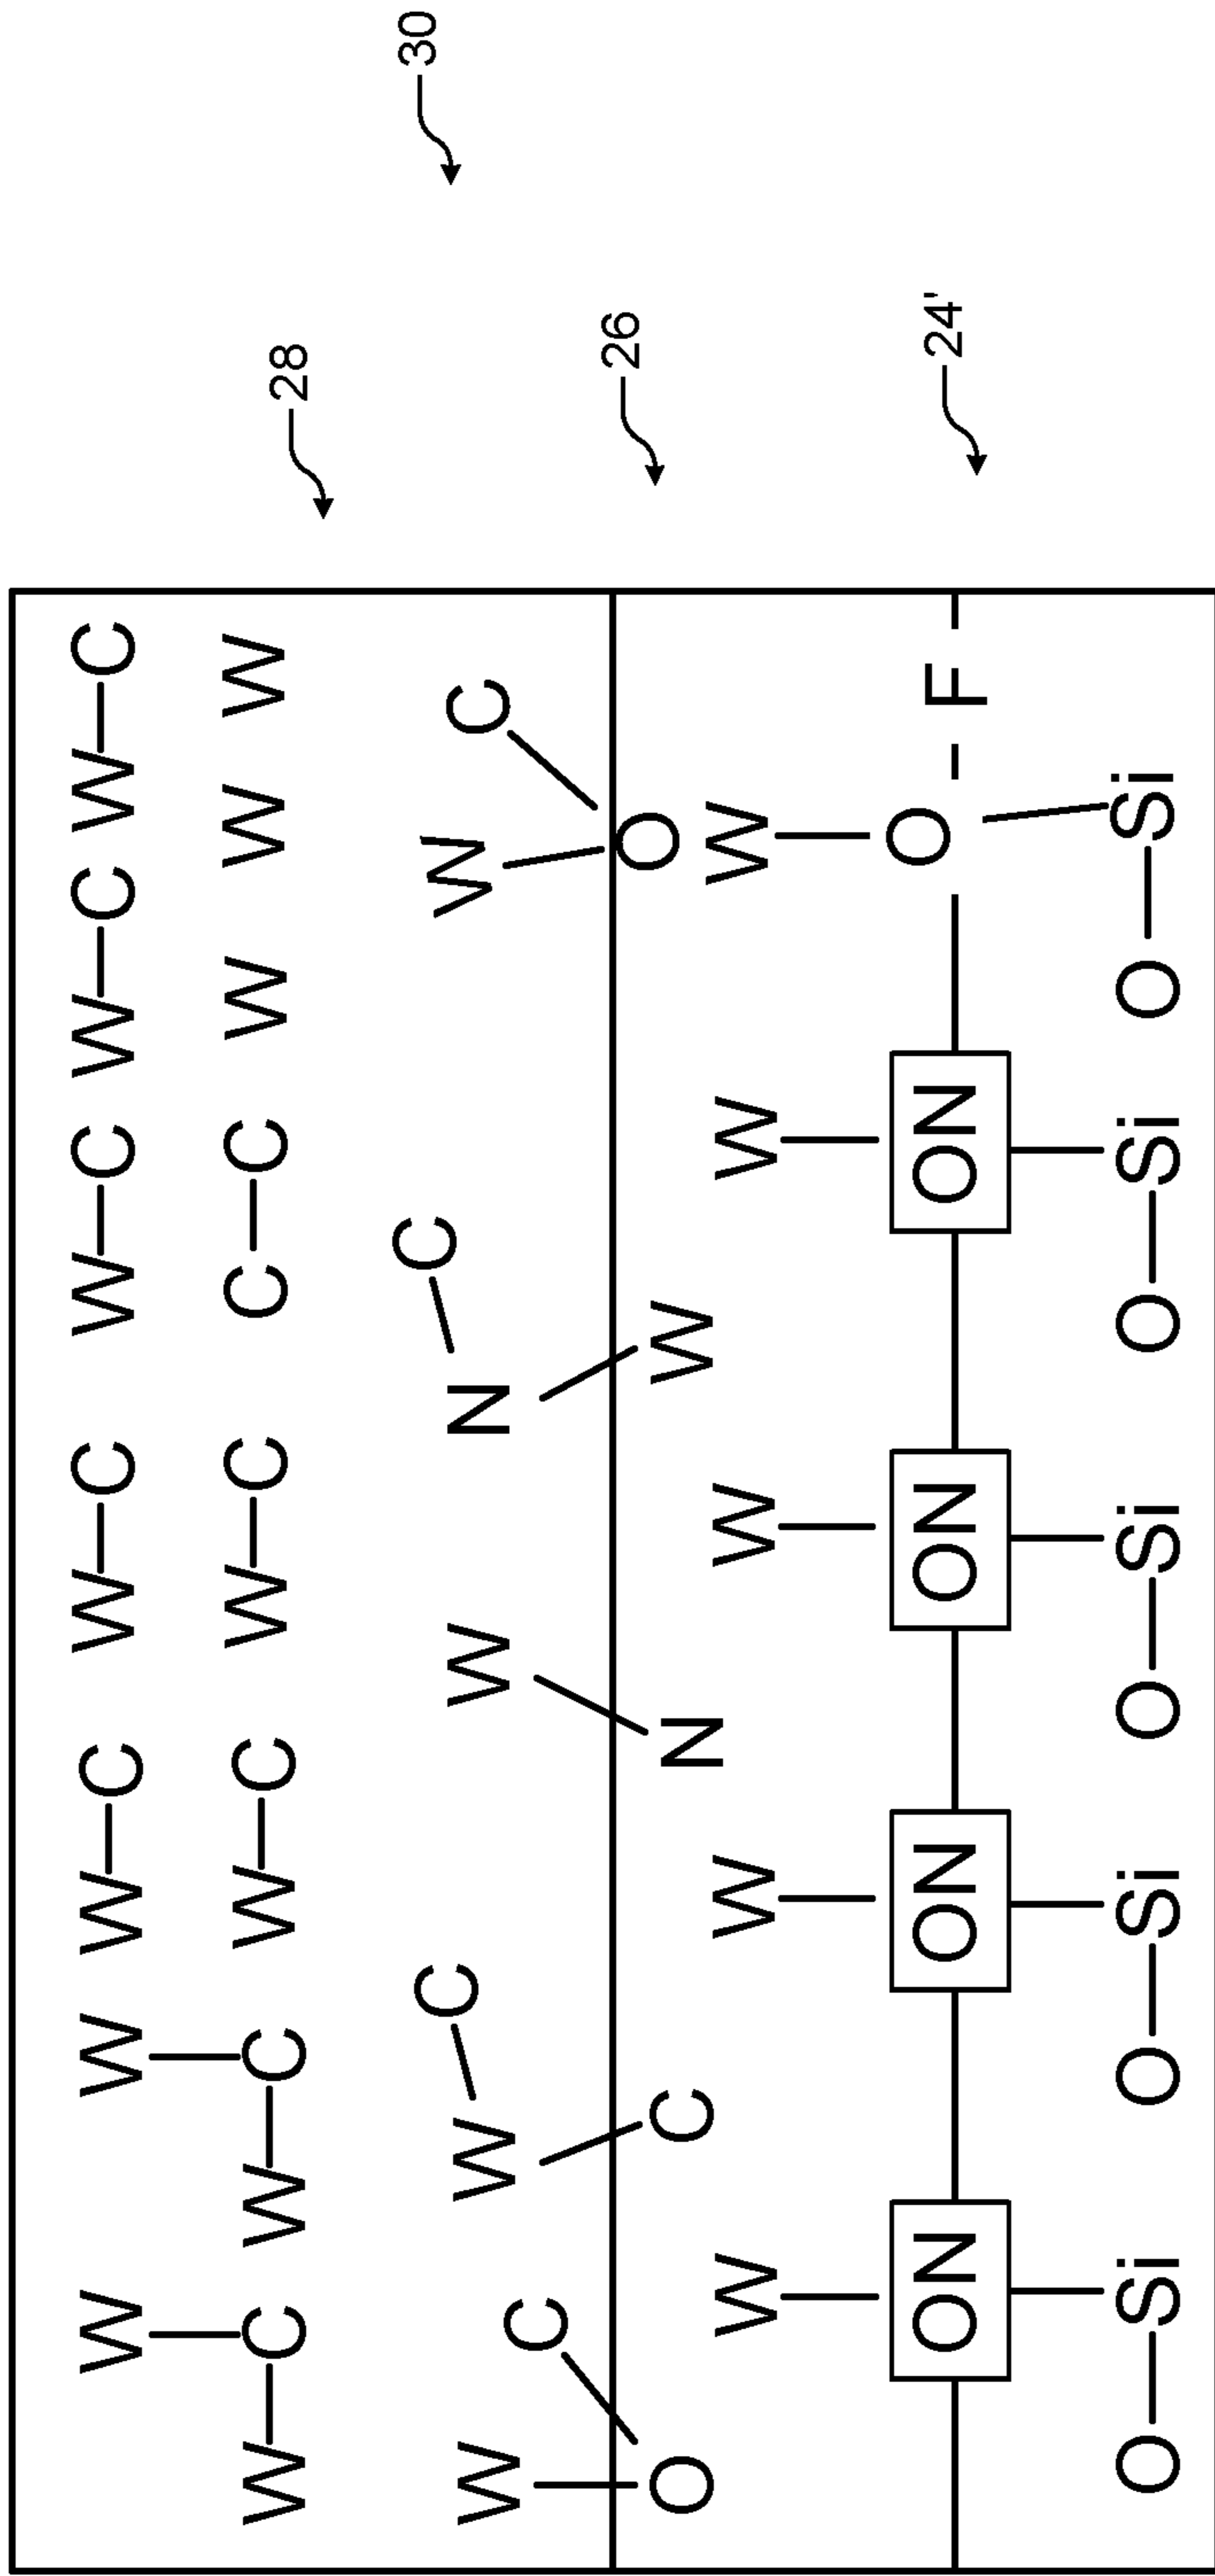 W W W—C W—C W—C W—C W—C
W—C W—C W—C W—C C—C W W W 28
W C W C W N C W C 30
O C N W O 26
W W W W W
ON ON ON ON O F 24'
O—Si O—Si O—Si O—Si O—Si